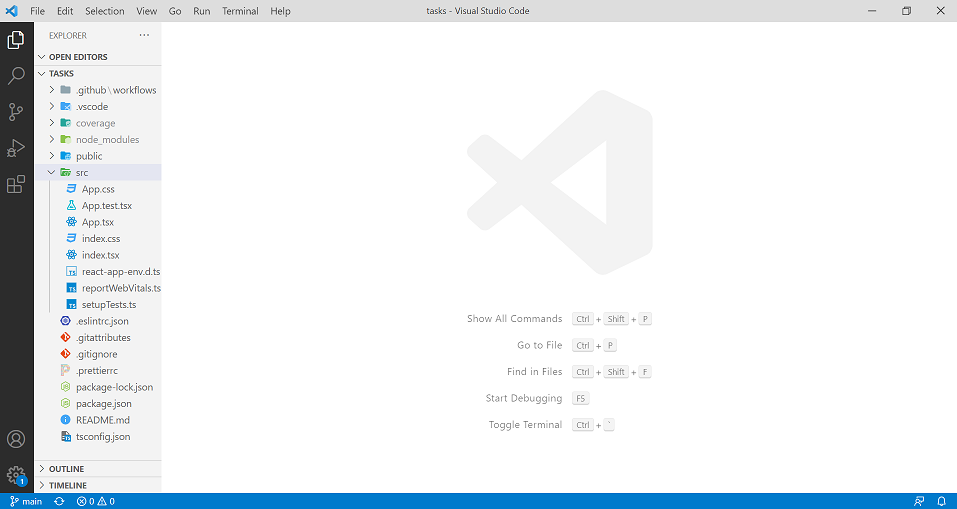 File Edit Selection View Go Run Terminal Help
tasks - Visual Studio Code
EXPLORER
OPEN EDITORS
TASKS
.github\workflows
.vscode
coverage
node_modules
public
src
App.css
App.test.tsx
App.tsx
index.css
index.tsx
react-app-env.d.ts
reportWebVitals.ts
setupTests.ts
.eslintrc.json
.gitattributes
.gitignore
.prettierrc
package-lock.json
package.json
README.md
tsconfig.json
OUTLINE
TIMELINE
Show All Commands Ctrl + Shift + P
Go to File Ctrl + P
Find in Files Ctrl + Shift + F
Start Debugging F5
Toggle Terminal Ctrl + `
1
main 0 0